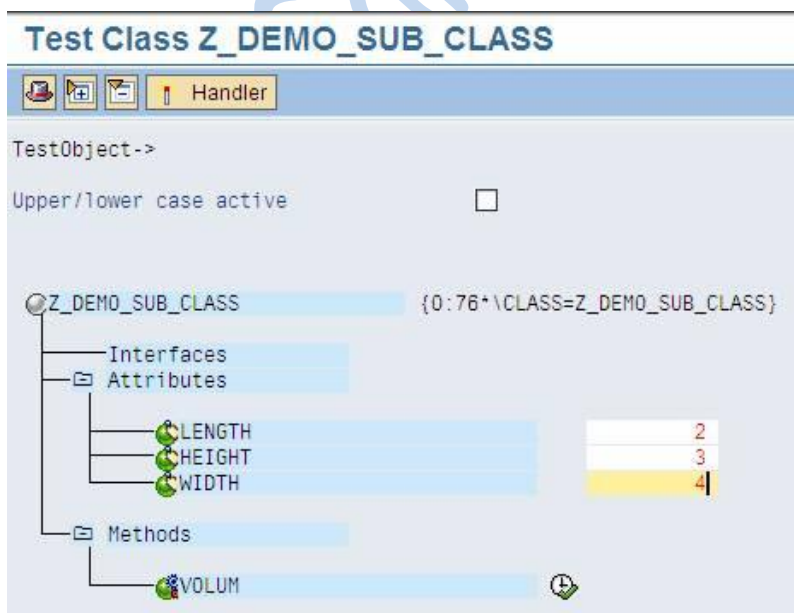 Test Class Z_DEMO_SUB_CLASS
Handler
TestObject->
Upper/lower case active
Z_DEMO_SUB_CLASS {O:76*\CLASS=Z_DEMO_SUB_CLASS}
Interfaces
Attributes
LENGTH 2
HEIGHT 3
WIDTH 4
Methods
VOLUM